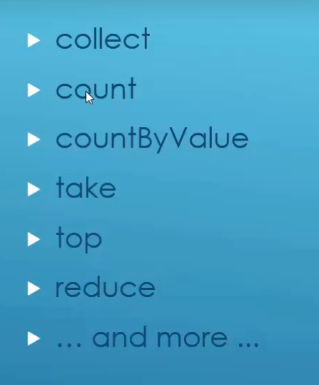 collect
count
countByValue
take
top
reduce
… and more ...